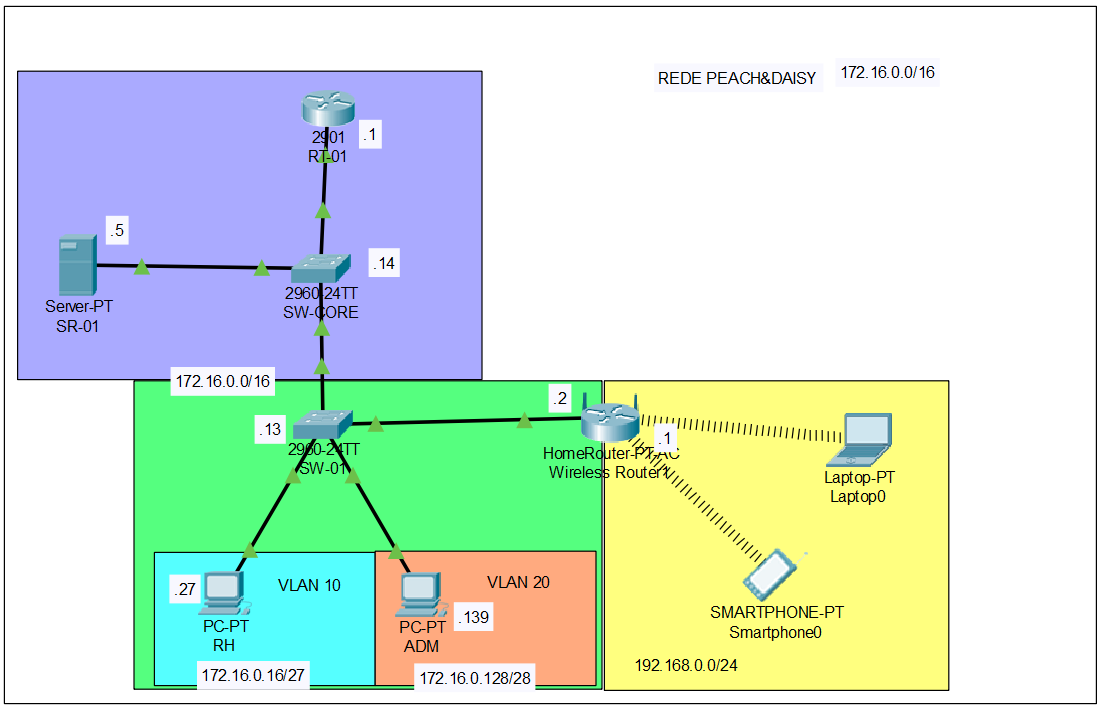 REDE PEACH&DAISY
172.16.0.0/16
2901
RT-01
.1
.5
Server-PT
SR-01
.14
2960-24TT
SW-CORE
172.16.0.0/16
.13
2960-24TT
SW-01
.2
HomeRouter-PT-AC
Wireless Router1
.1
Laptop-PT
Laptop0
SMARTPHONE-PT
Smartphone0
192.168.0.0/24
.27
PC-PT
RH
VLAN 10
172.16.0.16/27
VLAN 20
PC-PT
ADM
.139
172.16.0.128/28